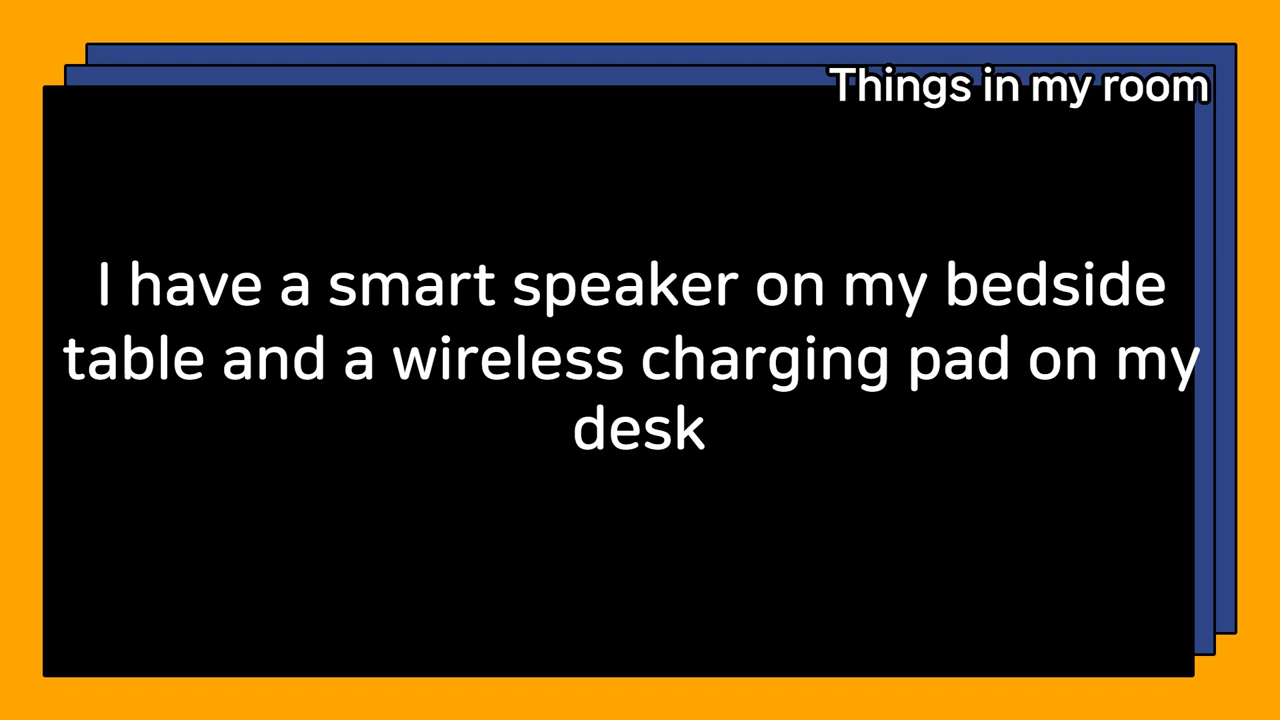 Things in my room
I have a smart speaker on my bedside
table and a wireless charging pad on my
desk